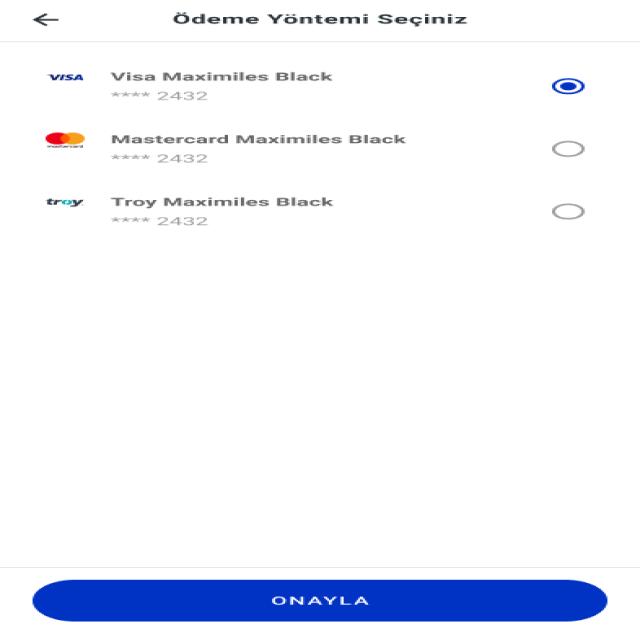 Ödeme Yöntemi Seçiniz
VISA
Visa Maximiles Black
**** 2432
mastercard
Mastercard Maximiles Black
**** 2432
troy
Troy Maximiles Black
**** 2432
ONAYLA